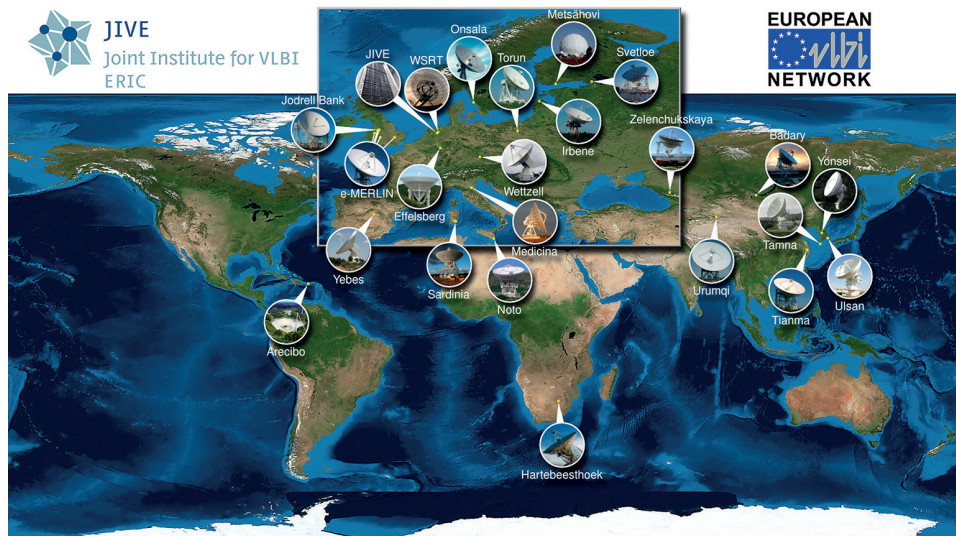 JIVE
Joint Institute for VLBI
ERIC
EUROPEAN
vlbi
NETWORK
Metsähovi
Onsala
JIVE
WSRT
Torun
Svetloe
Jodrell Bank
Zelenchukskaya
Irbene
Badary
Yonsei
e-MERLIN
Effelsberg
Wettzell
Tamna
Medicina
Yebes
Sardinia
Noto
Urumqi
Tianma
Ulsan
Arecibo
Hartebeesthoek